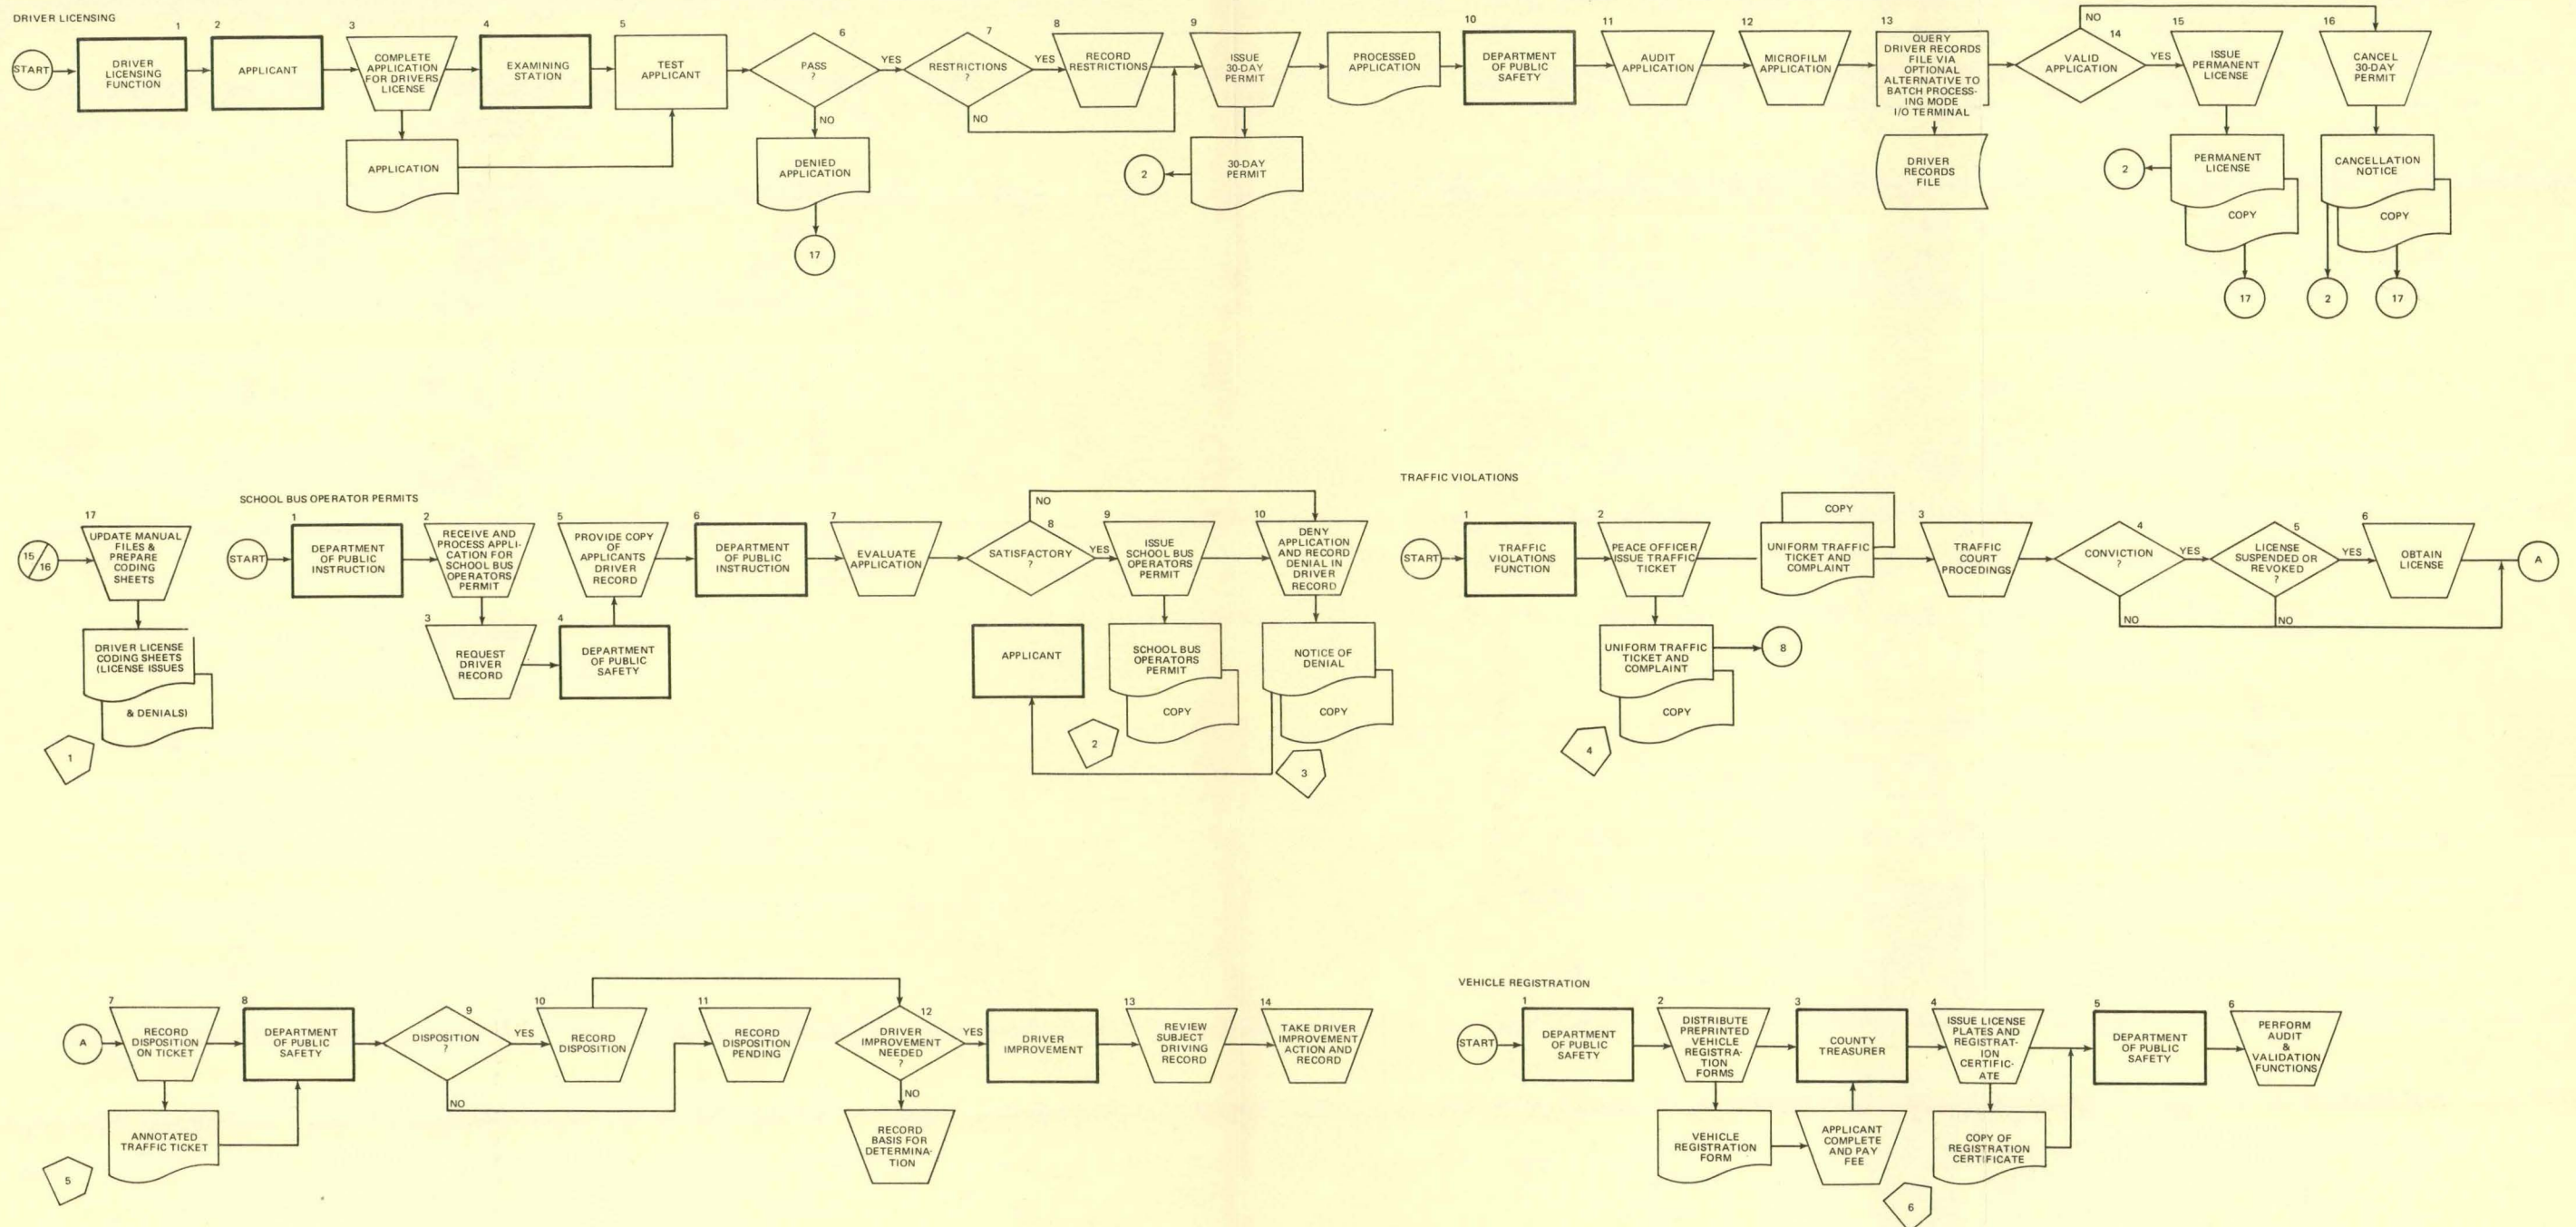 DRIVER LICENSING
START
1
DRIVER
LICENSING
FUNCTION
2
APPLICANT
3
COMPLETE
APPLICATION
FOR DRIVERS
LICENSE
APPLICATION
4
EXAMINING
STATION
5
TEST
APPLICANT
6
PASS
?
YES
NO
DENIED
APPLICATION
17
7
RESTRICTIONS
?
YES
NO
8
RECORD
RESTRICTIONS
9
ISSUE
30-DAY
PERMIT
30-DAY
PERMIT
2
PROCESSED
APPLICATION
10
DEPARTMENT
OF PUBLIC
SAFETY
11
AUDIT
APPLICATION
12
MICROFILM
APPLICATION
13
QUERY
DRIVER RECORDS
FILE VIA
OPTIONAL
ALTERNATIVE TO
BATCH PROCESS-
ING MODE
I/O TERMINAL
DRIVER
RECORDS
FILE
NO
14
VALID
APPLICATION
YES
15
ISSUE
PERMANENT
LICENSE
2
PERMANENT
LICENSE
COPY
17
16
CANCEL
30-DAY
PERMIT
CANCELLATION
NOTICE
COPY
2
17
15/16
17
UPDATE MANUAL
FILES &
PREPARE
CODING
SHEETS
DRIVER LICENSE
CODING SHEETS
(LICENSE ISSUES
& DENIALS)
1
SCHOOL BUS OPERATOR PERMITS
START
1
DEPARTMENT
OF PUBLIC
INSTRUCTION
2
RECEIVE AND
PROCESS APPLI-
CATION FOR
SCHOOL BUS
OPERATORS
PERMIT
3
REQUEST
DRIVER
RECORD
4
DEPARTMENT
OF PUBLIC
SAFETY
5
PROVIDE COPY
OF
APPLICANTS
DRIVER
RECORD
6
DEPARTMENT
OF PUBLIC
INSTRUCTION
7
EVALUATE
APPLICATION
NO
8
SATISFACTORY
?
YES
9
ISSUE
SCHOOL BUS
OPERATORS
PERMIT
10
DENY
APPLICATION
AND RECORD
DENIAL IN
DRIVER
RECORD
APPLICANT
SCHOOL BUS
OPERATORS
PERMIT
COPY
2
NOTICE OF
DENIAL
COPY
3
TRAFFIC VIOLATIONS
START
1
TRAFFIC
VIOLATIONS
FUNCTION
2
PEACE OFFICER
ISSUE TRAFFIC
TICKET
UNIFORM TRAFFIC
TICKET AND
COMPLAINT
COPY
8
4
COPY
UNIFORM TRAFFIC
TICKET AND
COMPLAINT
3
TRAFFIC
COURT
PROCEDINGS
4
CONVICTION
?
YES
NO
5
LICENSE
SUSPENDED OR
REVOKED
?
YES
NO
6
OBTAIN
LICENSE
A
A
7
RECORD
DISPOSITION
ON TICKET
ANNOTATED
TRAFFIC TICKET
5
8
DEPARTMENT
OF PUBLIC
SAFETY
9
DISPOSITION
?
YES
NO
10
RECORD
DISPOSITION
11
RECORD
DISPOSITION
PENDING
12
DRIVER
IMPROVEMENT
NEEDED
?
YES
NO
RECORD
BASIS FOR
DETERMINA-
TION
DRIVER
IMPROVEMENT
13
REVIEW
SUBJECT
DRIVING
RECORD
14
TAKE DRIVER
IMPROVEMENT
ACTION AND
RECORD
VEHICLE REGISTRATION
START
1
DEPARTMENT
OF PUBLIC
SAFETY
2
DISTRIBUTE
PREPRINTED
VEHICLE
REGISTRA-
TION
FORMS
VEHICLE
REGISTRATION
FORM
3
COUNTY
TREASURER
APPLICANT
COMPLETE
AND PAY
FEE
4
ISSUE LICENSE
PLATES AND
REGISTRAT-
ION
CERTIFIC-
ATE
COPY OF
REGISTRATION
CERTIFICATE
6
5
DEPARTMENT
OF PUBLIC
SAFETY
6
PERFORM
AUDIT
&
VALIDATION
FUNCTIONS